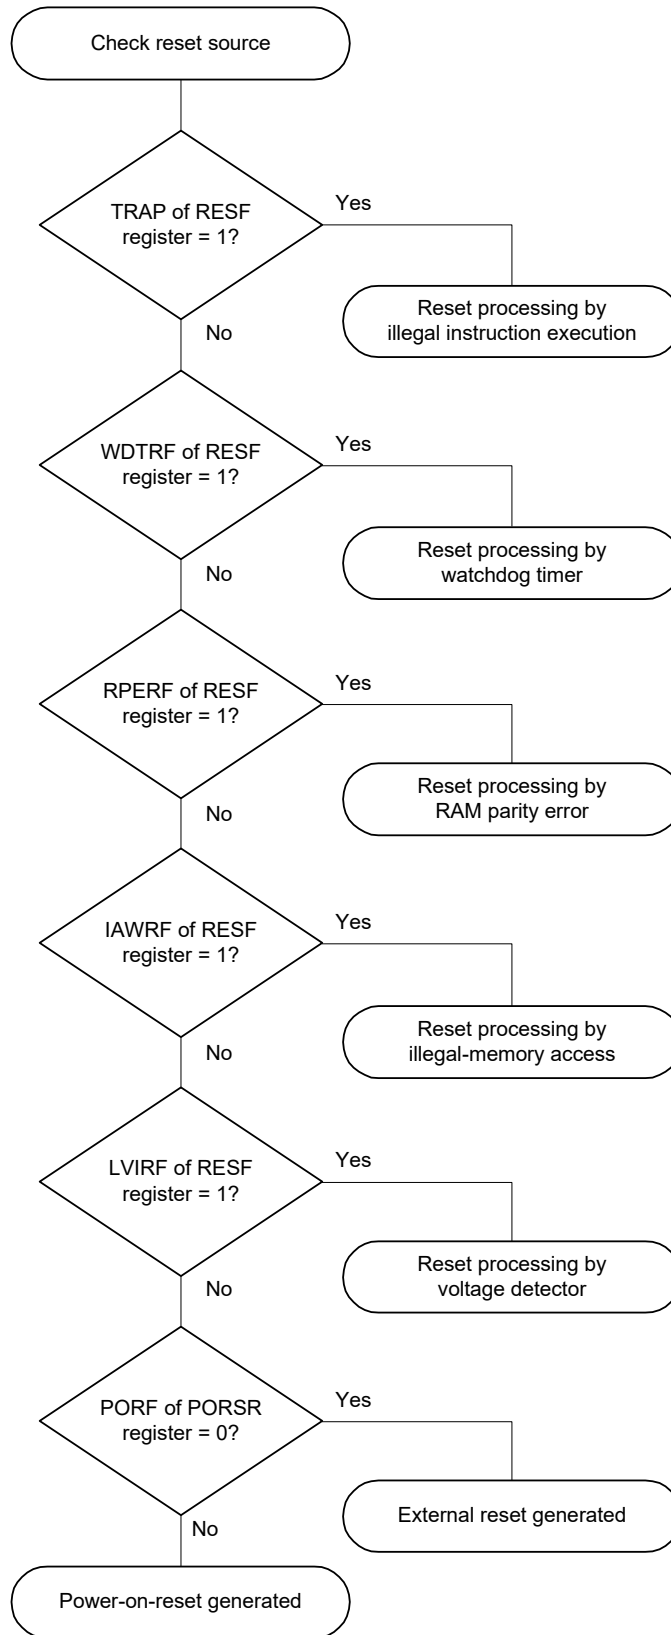 Check reset source
TRAP of RESF
register = 1?
Yes
Reset processing by
illegal instruction execution
No
WDTRF of RESF
register = 1?
Yes
Reset processing by
watchdog timer
No
RPERF of RESF
register = 1?
Yes
Reset processing by
RAM parity error
No
IAWRF of RESF
register = 1?
Yes
Reset processing by
illegal-memory access
No
LVIRF of RESF
register = 1?
Yes
Reset processing by
voltage detector
No
PORF of PORSR
register = 0?
Yes
External reset generated
No
Power-on-reset generated